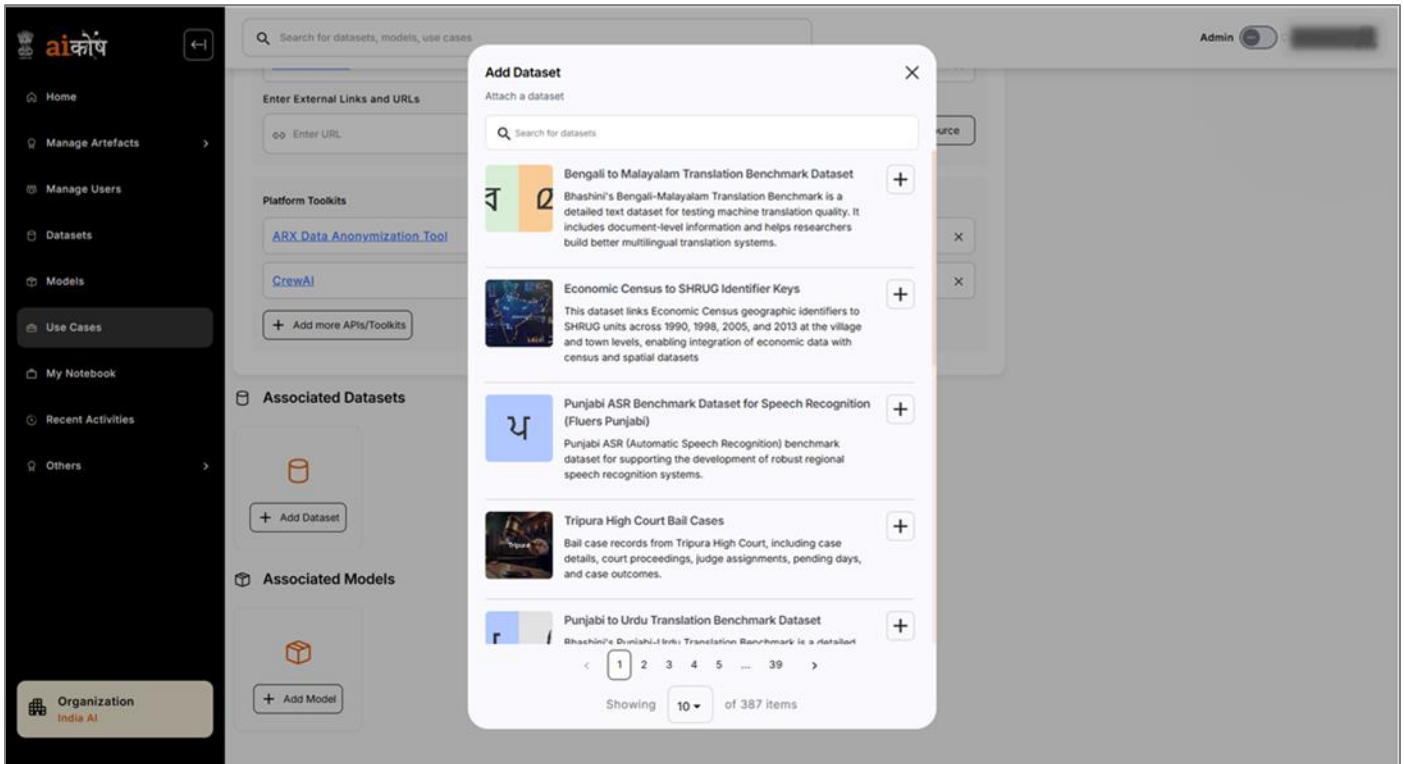 aiकोष
Search for datasets, models, use cases
Admin
Home
Manage Artefacts
Manage Users
Datasets
Models
Use Cases
My Notebook
Recent Activities
Others
Organization
India AI
Enter External Links and URLs
Enter URL
Platform Toolkits
ARX Data Anonymization Tool
CrewAI
+ Add more APIs/Toolkits
Associated Datasets
+ Add Dataset
Associated Models
+ Add Model
Add Dataset
Attach a dataset
Search for datasets
ব
Bengali to Malayalam Translation Benchmark Dataset
Bhashini's Bengali-Malayalam Translation Benchmark is a
detailed text dataset for testing machine translation quality. It
includes document-level information and helps researchers
build better multilingual translation systems.
Economic Census to SHRUG Identifier Keys
This dataset links Economic Census geographic identifiers to
SHRUG units across 1990, 1998, 2005, and 2013 at the village
and town levels, enabling integration of economic data with
census and spatial datasets
ਪ
Punjabi ASR Benchmark Dataset for Speech Recognition
(Fluers Punjabi)
Punjabi ASR (Automatic Speech Recognition) benchmark
dataset for supporting the development of robust regional
speech recognition systems.
Tripura
Tripura High Court Bail Cases
Bail case records from Tripura High Court, including case
details, court proceedings, judge assignments, pending days,
and case outcomes.
Punjabi to Urdu Translation Benchmark Dataset
Bhashini's Punjabi-Urdu Translation Benchmark is a detailed
< 1 2 3 4 5 ... 39 >
Showing 10 of 387 items